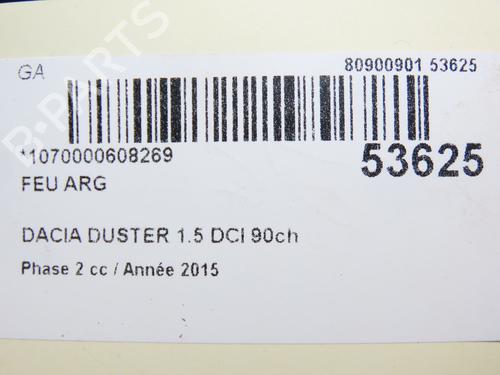 GA
80900901 53625
*1070000608269
53625
FEU ARG
DACIA DUSTER 1.5 DCI 90ch
Phase 2 cc / Année 2015
B-PARTS